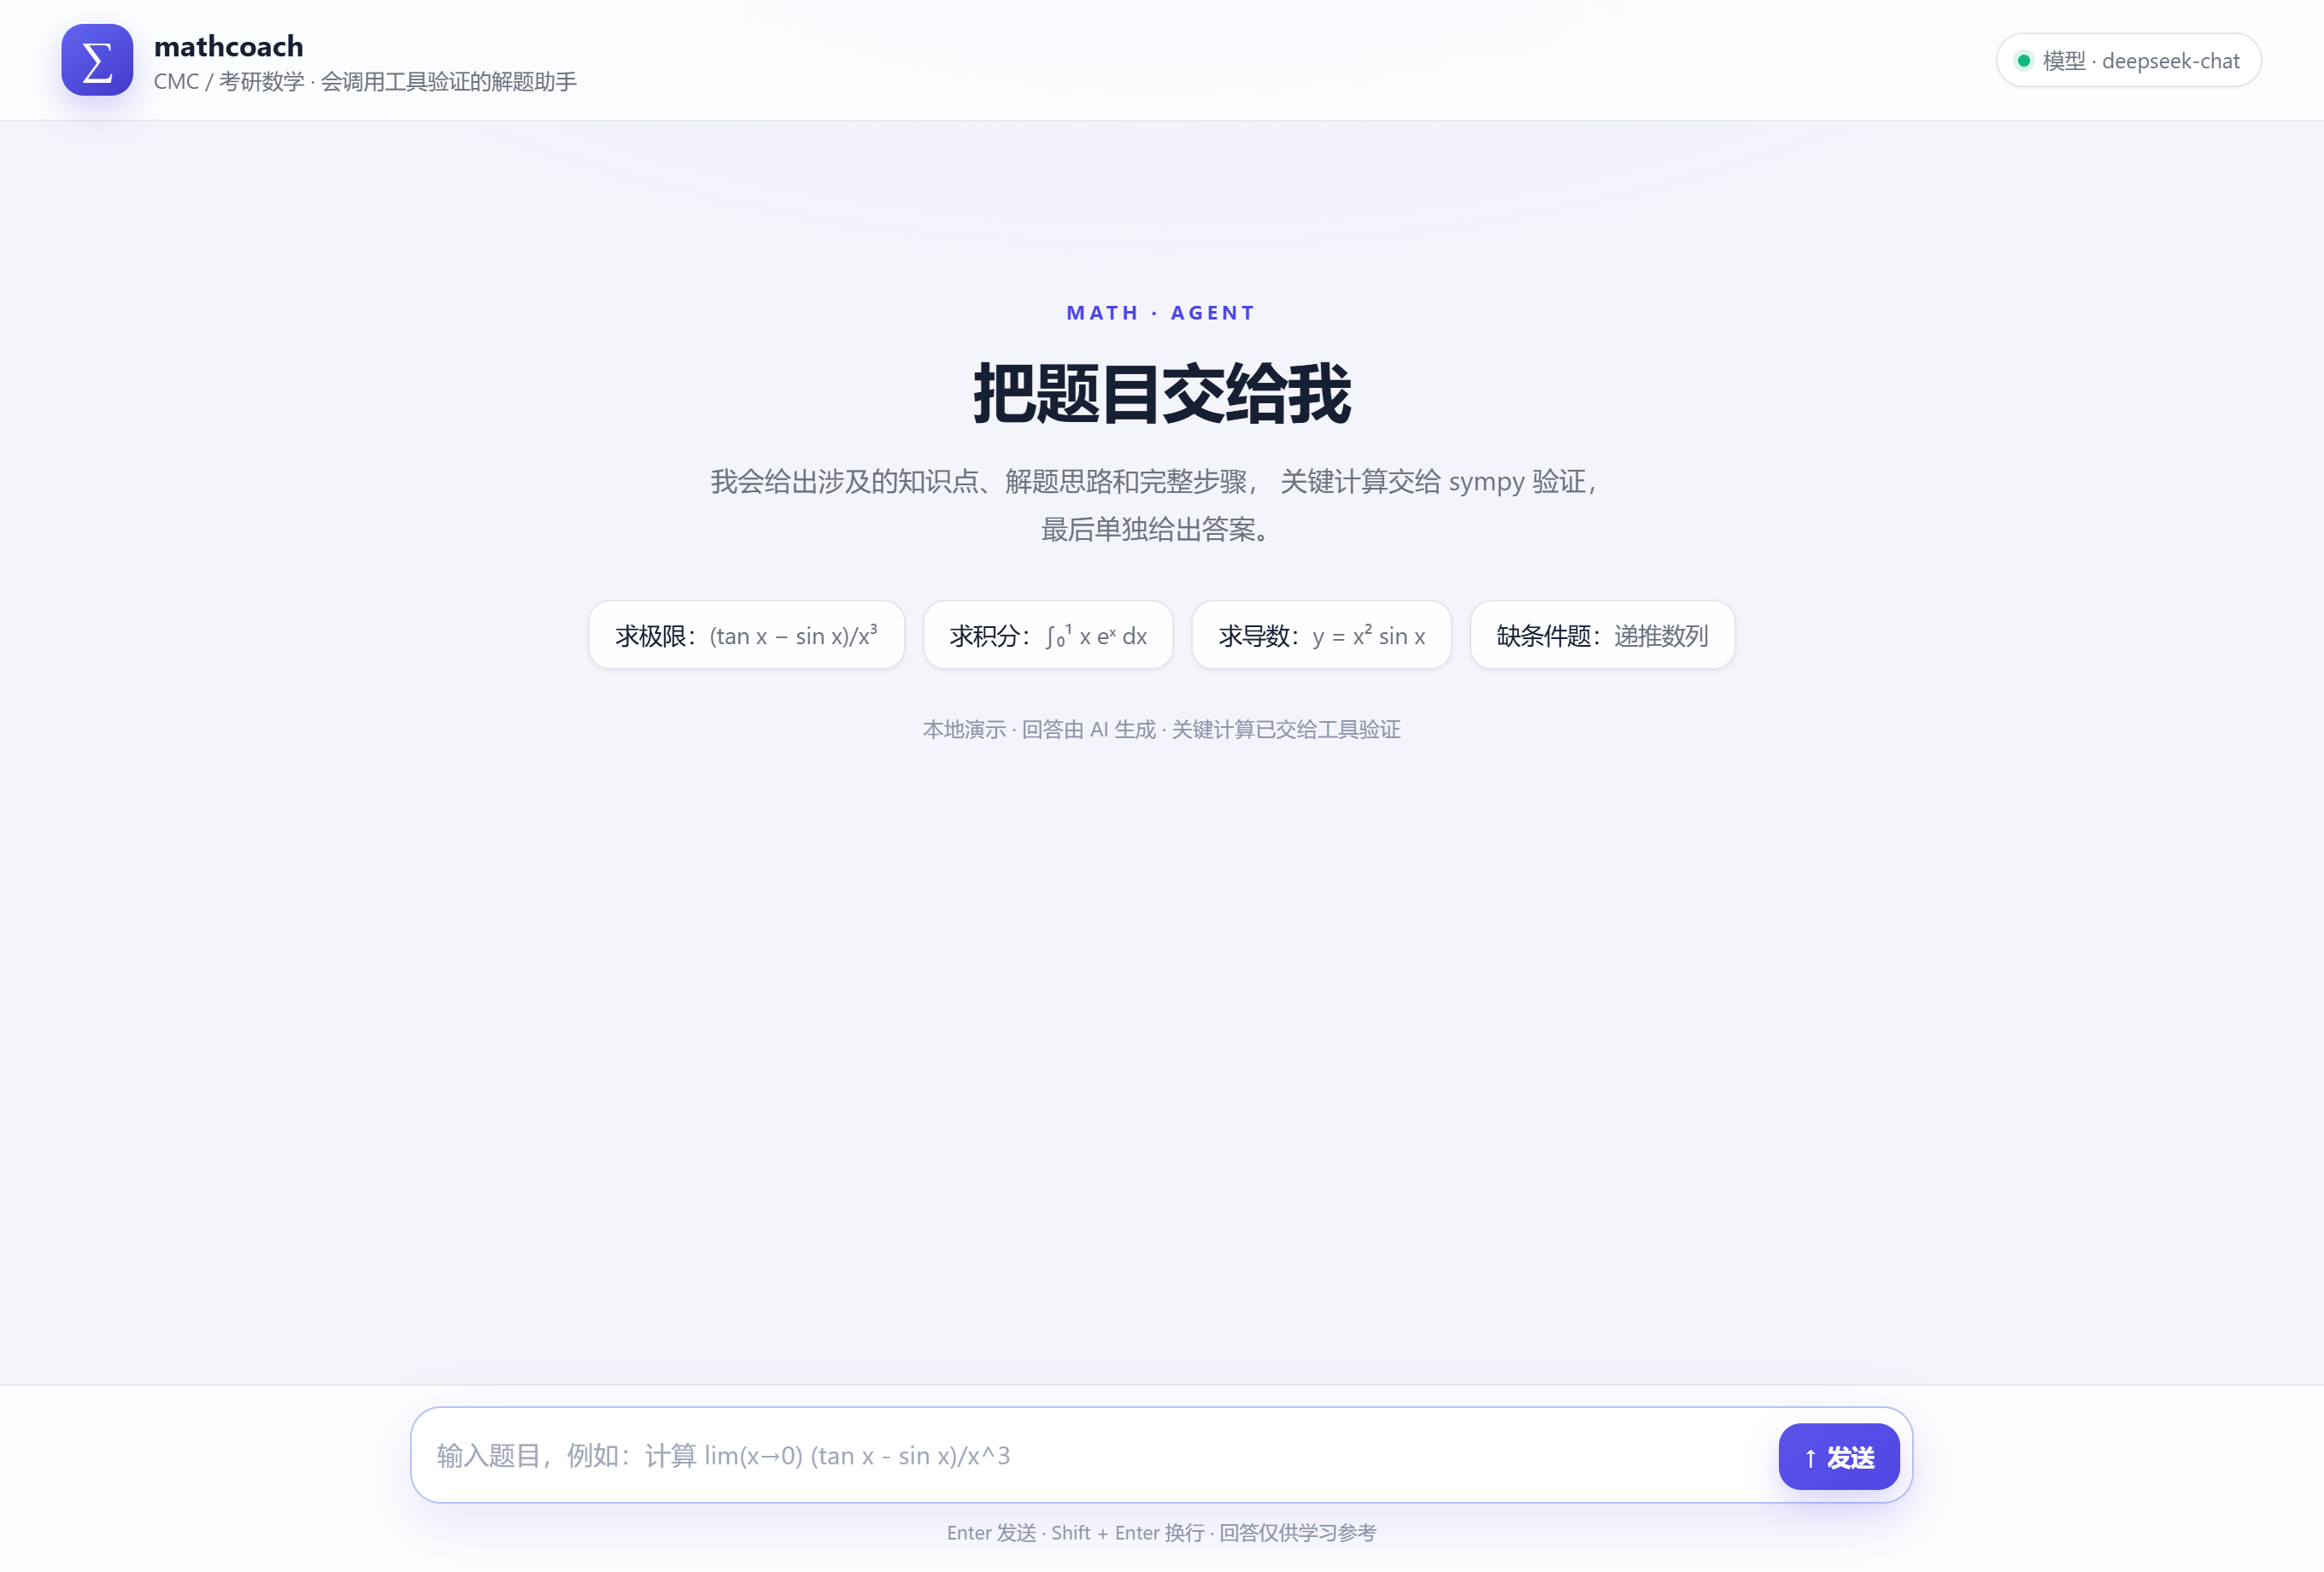 ∑
mathcoach
CMC / 考研数学 · 会调用工具验证的解题助手
模型 · deepseek-chat
MATH · AGENT
把题目交给我
我会给出涉及的知识点、解题思路和完整步骤， 关键计算交给 sympy 验证，
最后单独给出答案。
求极限：(tan x − sin x)/x³
求积分：∫₀¹ x eˣ dx
求导数：y = x² sin x
缺条件题：递推数列
本地演示 · 回答由 AI 生成 · 关键计算已交给工具验证
输入题目，例如：计算 lim(x→0) (tan x - sin x)/x^3
↑ 发送
Enter 发送 · Shift + Enter 换行 · 回答仅供学习参考